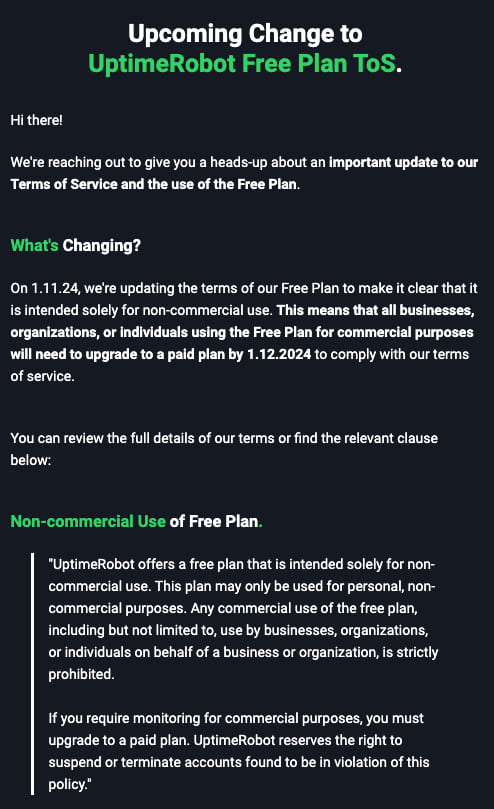 Upcoming Change to
UptimeRobot Free Plan ToS.
Hi there!
We're reaching out to give you a heads-up about an important update to our
Terms of Service and the use of the Free Plan.
What's Changing?
On 1.11.24, we're updating the terms of our Free Plan to make it clear that it
is intended solely for non-commercial use. This means that all businesses,
organizations, or individuals using the Free Plan for commercial purposes
will need to upgrade to a paid plan by 1.12.2024 to comply with our terms
of service.
You can review the full details of our terms or find the relevant clause
below:
Non-commercial Use of Free Plan.
"UptimeRobot offers a free plan that is intended solely for non-
commercial use. This plan may only be used for personal, non-
commercial purposes. Any commercial use of the free plan,
including but not limited to, use by businesses, organizations,
or individuals on behalf of a business or organization, is strictly
prohibited.
If you require monitoring for commercial purposes, you must
upgrade to a paid plan. UptimeRobot reserves the right to
suspend or terminate accounts found to be in violation of this
policy."